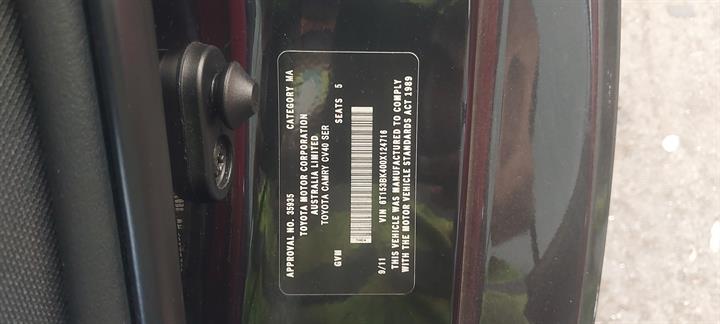 APPROVAL NO. 35935 CATEGORY MA
TOYOTA MOTOR CORPORATION
AUSTRALIA LIMITED
TOYOTA CAMRY CV40 SER
GVM SEATS 5
9/11 VIN 6T153BK400X124716
THIS VEHICLE WAS MANUFACTURED TO COMPLY
WITH THE MOTOR VEHICLE STANDARDS ACT 1989